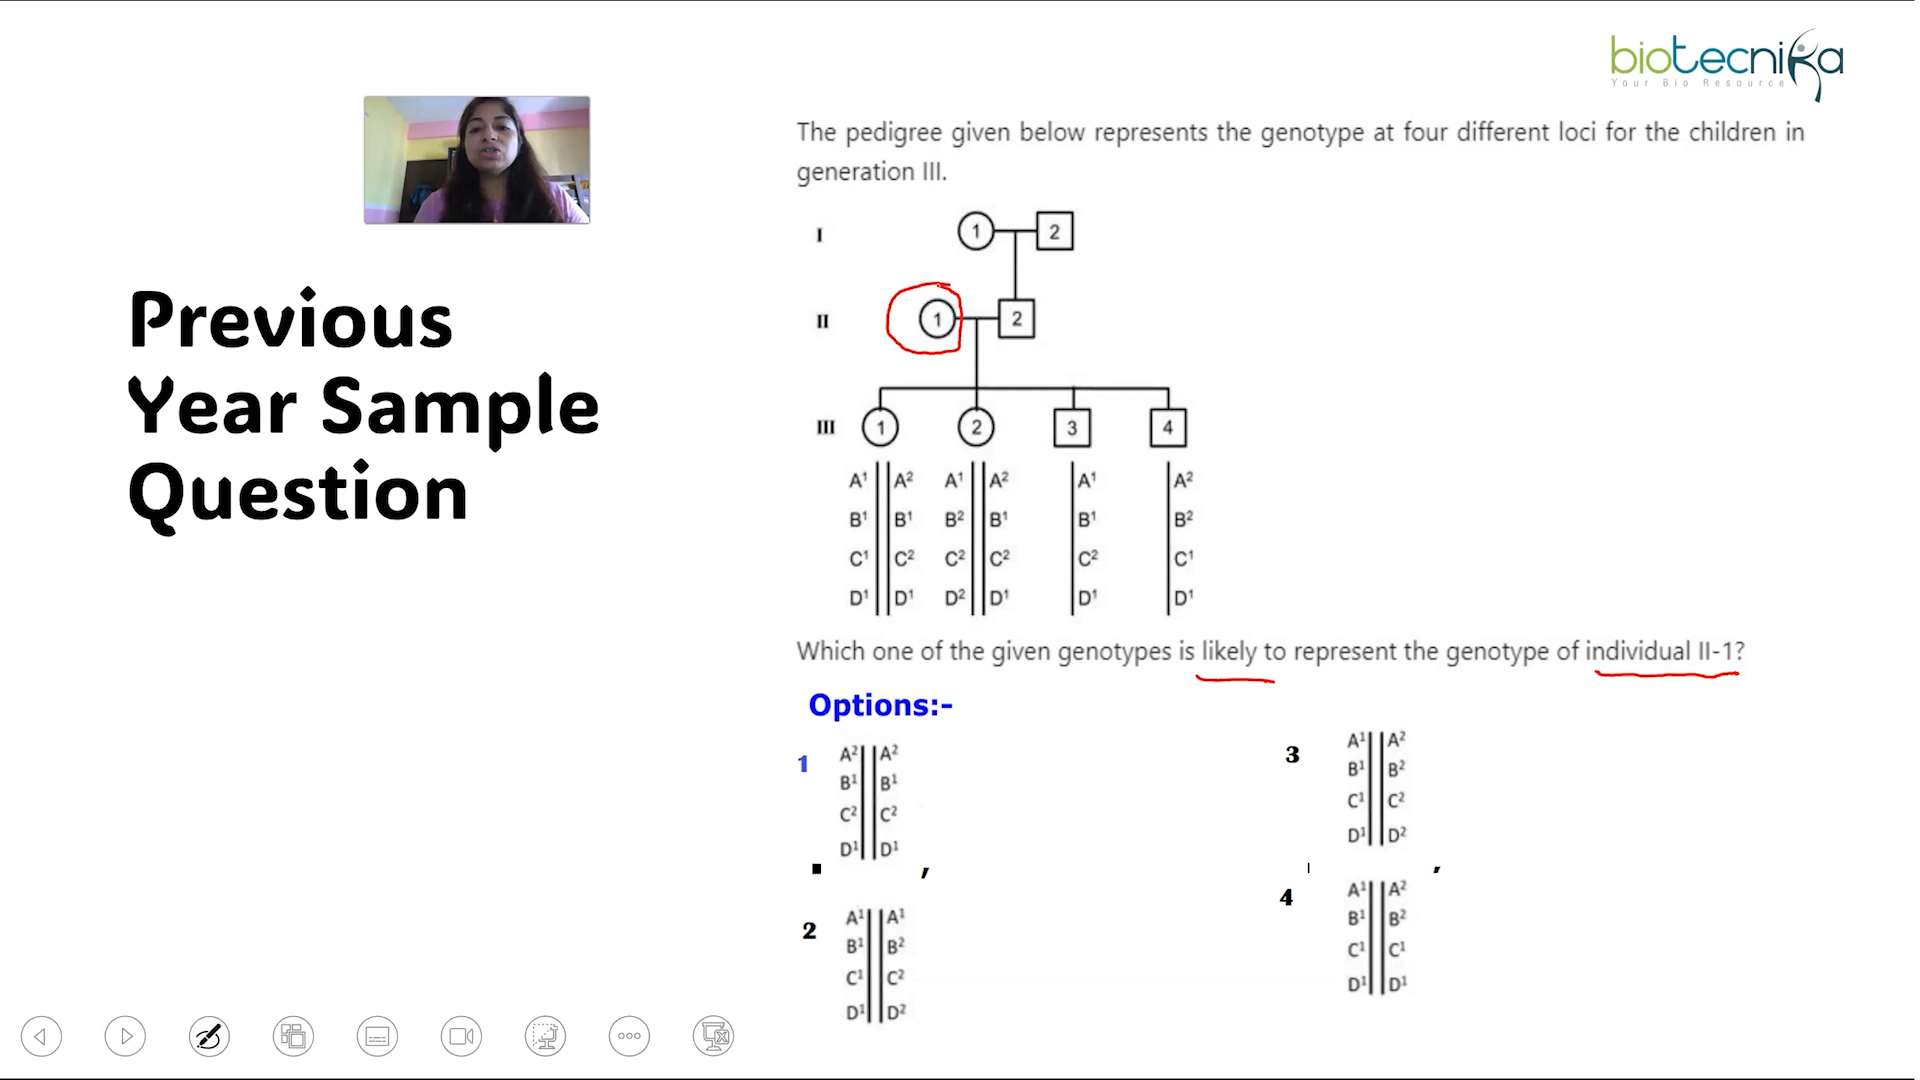 biotecnika
Your Bio Resource
Previous
Year Sample
Question
The pedigree given below represents the genotype at four different loci for the children in
generation III.
I 1 2
II 1 2
III 1 2 3 4
A¹ A² A¹ A² A¹ A²
B¹ B¹ B² B¹ B¹ B²
C¹ C² C² C² C² C¹
D¹ D¹ D² D¹ D¹ D¹
Which one of the given genotypes is likely to represent the genotype of individual II-1?
Options:-
1
A² A²
B¹ B¹
C² C²
D¹ D¹
,
2
A¹ A¹
B¹ B²
C¹ C²
D¹ D²
3
A¹ A²
B¹ B²
C¹ C²
D¹ D²
,
4
A¹ A²
B¹ B²
C¹ C¹
D¹ D¹